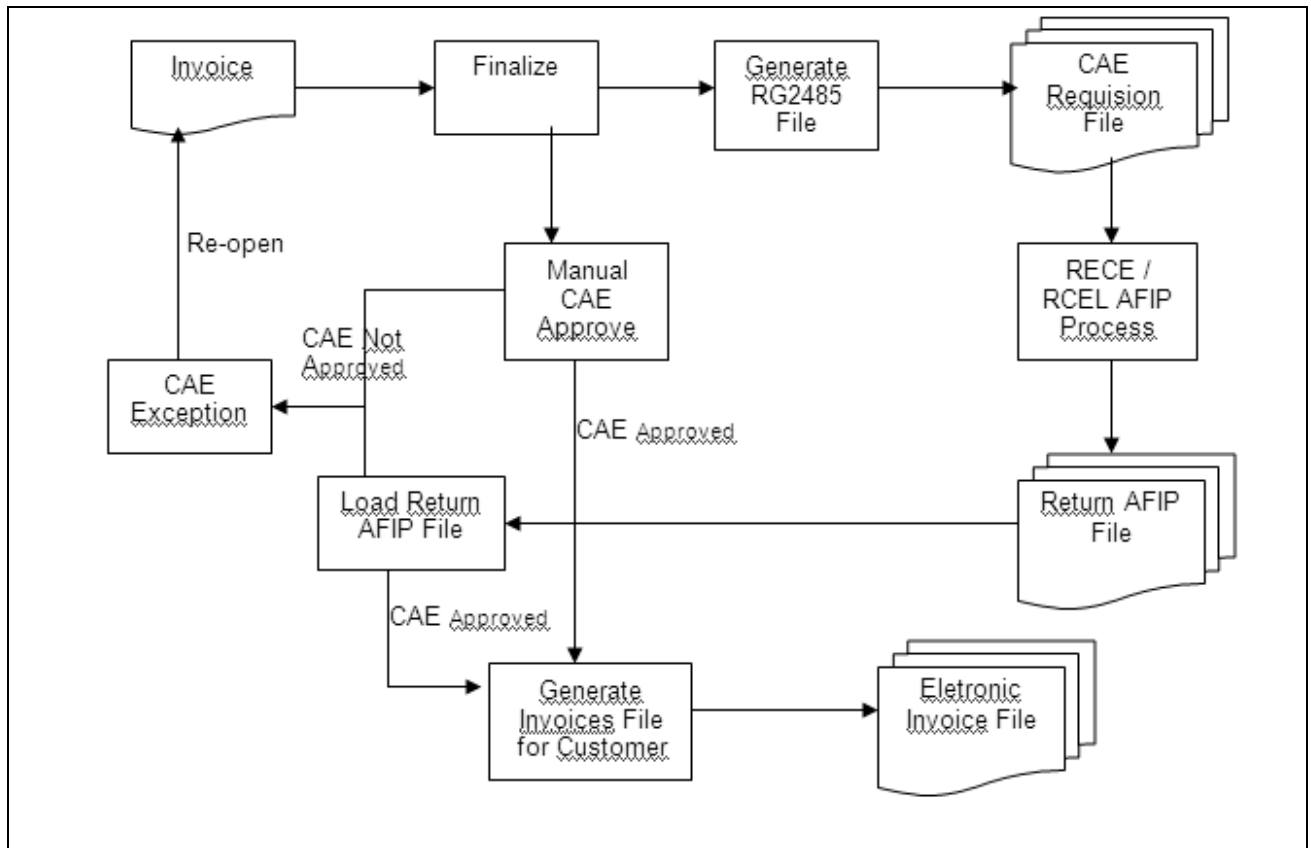 Invoice
Finalize
Generate
RG2485
File
CAE
Requision
File
Re-open
Manual
CAE
Approve
RECE /
RCEL AFIP
Process
CAE Not
Approved
CAE
Exception
CAE Approved
Load Return
AFIP File
Return AFIP
File
CAE Approved
Generate
Invoices File
for Customer
Eletronic
Invoice File